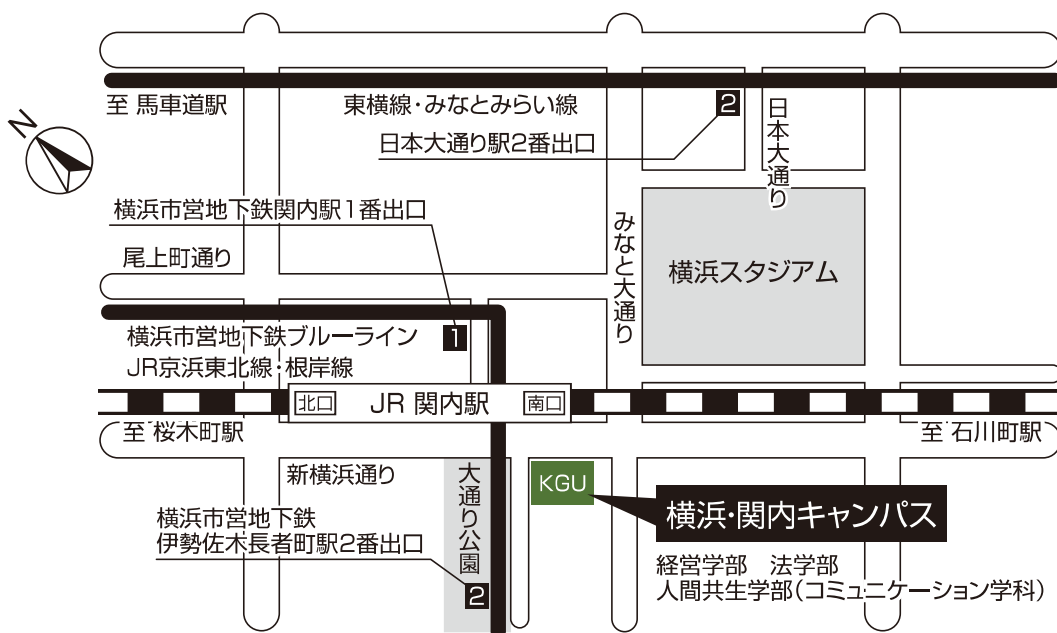 至 馬車道駅
東横線・みなとみらい線
2
日本大通り
日本大通り駅2番出口
N
横浜市営地下鉄関内駅1番出口
みなと大通り
尾上町通り
横浜スタジアム
横浜市営地下鉄ブルーライン
1
JR京浜東北線・根岸線
北口
JR 関内駅
南口
至 桜木町駅
至 石川町駅
新横浜通り
大通り公園
KGU
横浜・関内キャンパス
横浜市営地下鉄
伊勢佐木長者町駅2番出口
2
経営学部　法学部
人間共生学部(コミュニケーション学科)